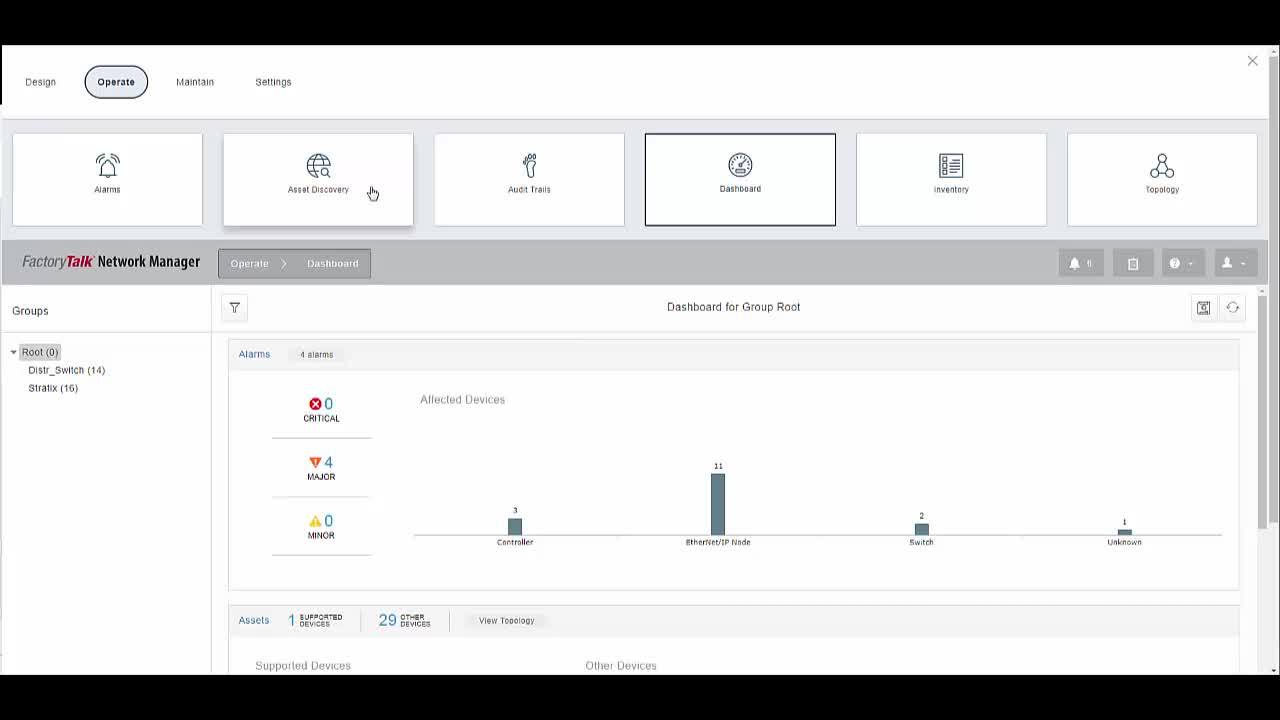 Design Operate Maintain Settings
Alarms Asset Discovery Audit Trails Dashboard Inventory Topology
FactoryTalk Network Manager Operate Dashboard 6
Groups
Dashboard for Group Root
Root (0)
Distr_Switch (14)
Stratix (16)
Alarms 4 alarms
0
CRITICAL
4
MAJOR
0
MINOR
Affected Devices
3 11 2 1
Controller EtherNet/IP Node Switch Unknown
Assets 1 SUPPORTED DEVICES 29 OTHER DEVICES View Topology
Supported Devices Other Devices